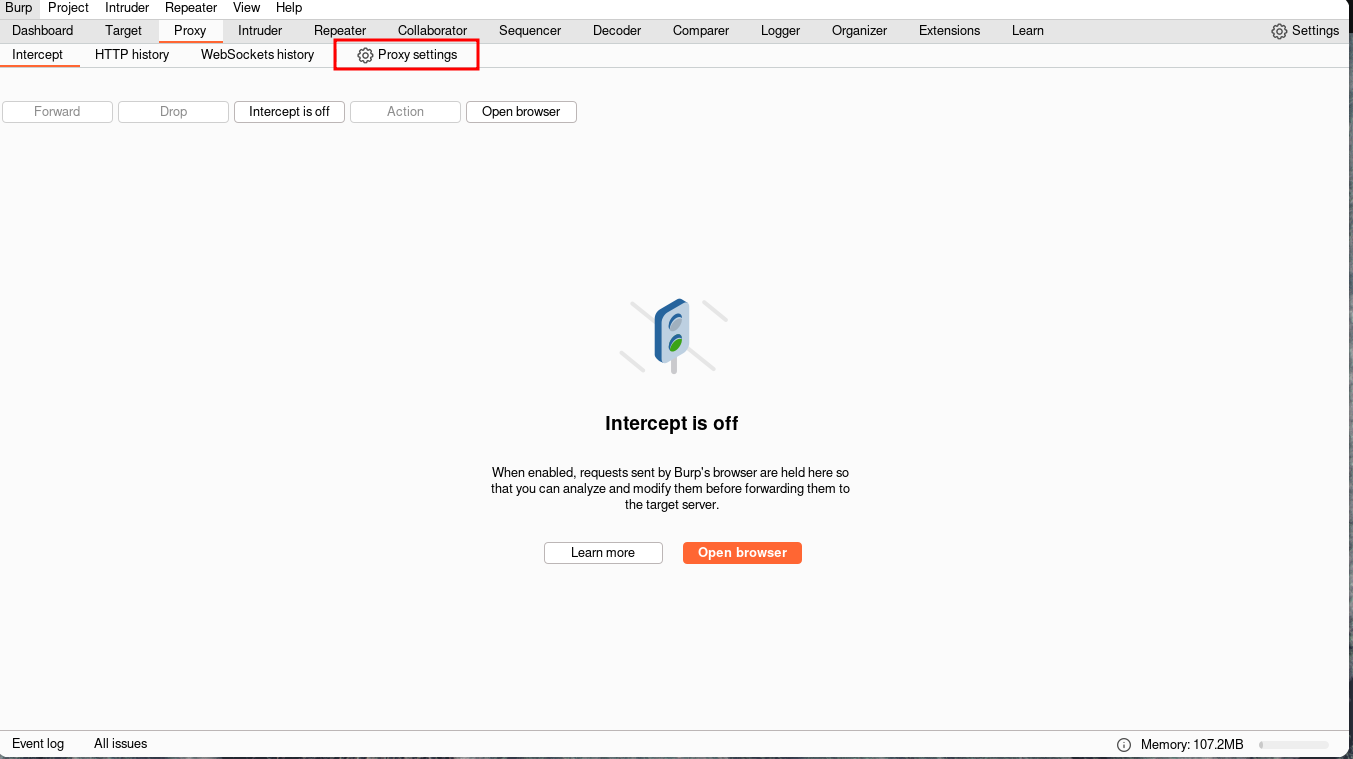 Burp Project Intruder Repeater View Help
Dashboard Target Proxy Intruder Repeater Collaborator Sequencer Decoder Comparer Logger Organizer Extensions Learn Settings
Intercept HTTP history WebSockets history Proxy settings
Forward Drop Intercept is off Action Open browser
Intercept is off
When enabled, requests sent by Burp's browser are held here so
that you can analyze and modify them before forwarding them to
the target server.
Learn more Open browser
Event log All issues Memory: 107.2MB